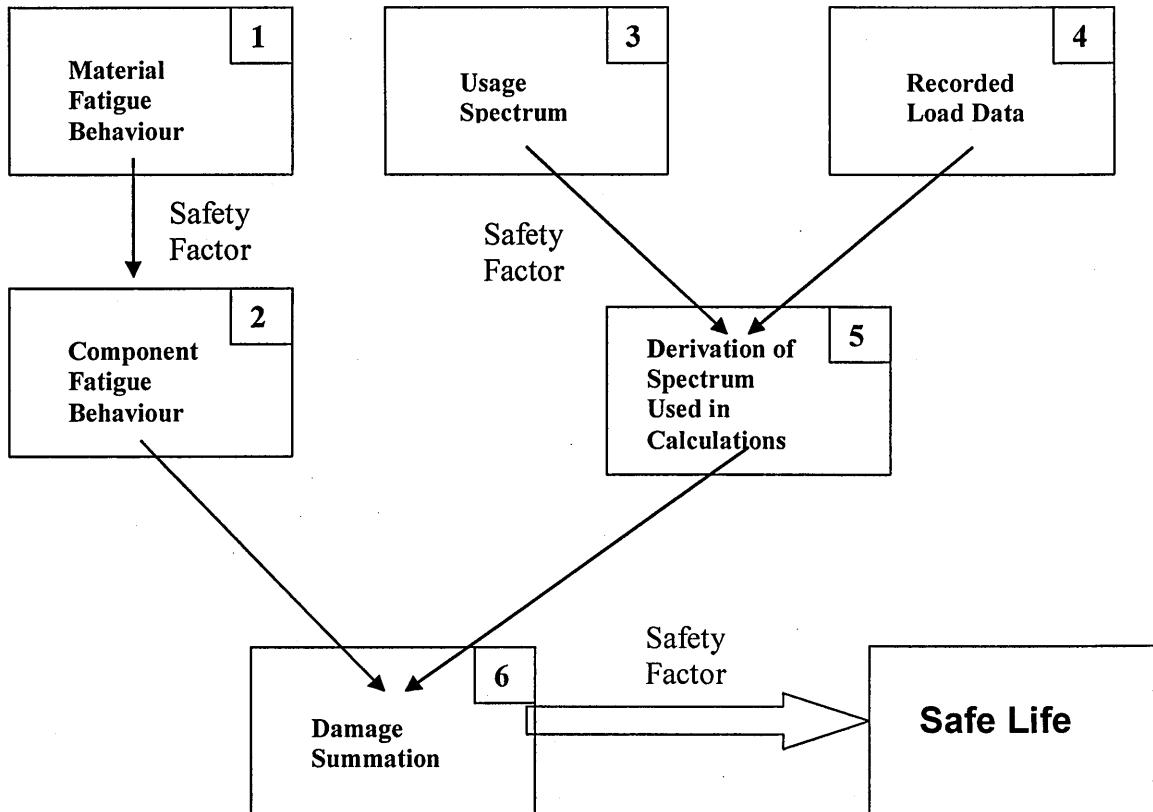 1
Material
Fatigue
Behaviour
3
Usage
Spectrum
4
Recorded
Load Data
Safety
Factor
Safety
Factor
2
Component
Fatigue
Behaviour
5
Derivation of
Spectrum
Used in
Calculations
6
Damage
Summation
Safety
Factor
Safe Life